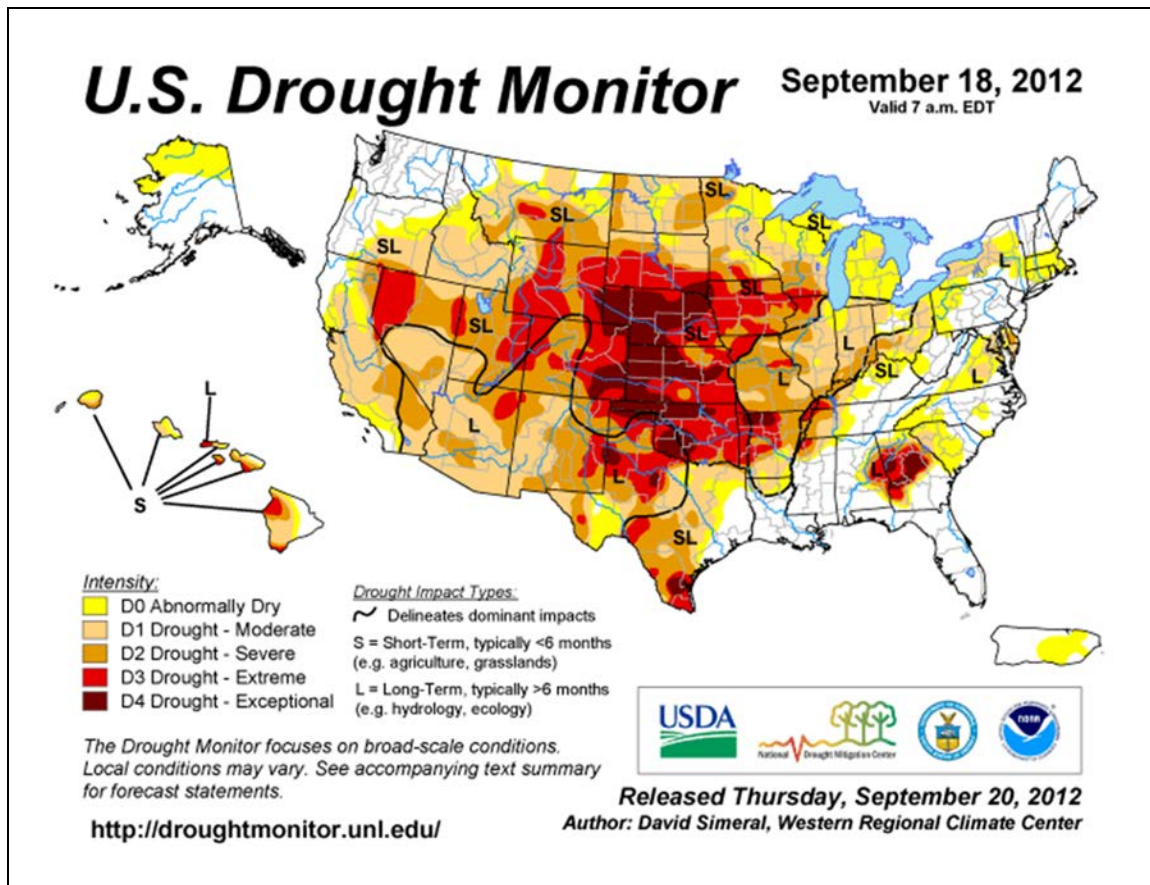 U.S. Drought Monitor
September 18, 2012
Valid 7 a.m. EDT
SL
SL
SL
SL
L
SL
SL
SL
L
SL
L
L
L
L
L
L
SL
L
S
Intensity:
D0 Abnormally Dry
D1 Drought - Moderate
D2 Drought - Severe
D3 Drought - Extreme
D4 Drought - Exceptional
Drought Impact Types:
Delineates dominant impacts
S = Short-Term, typically <6 months
(e.g. agriculture, grasslands)
L = Long-Term, typically >6 months
(e.g. hydrology, ecology)
The Drought Monitor focuses on broad-scale conditions.
Local conditions may vary. See accompanying text summary
for forecast statements.
http://droughtmonitor.unl.edu/
USDA
National Drought Mitigation Center
NOAA
Released Thursday, September 20, 2012
Author: David Simeral, Western Regional Climate Center